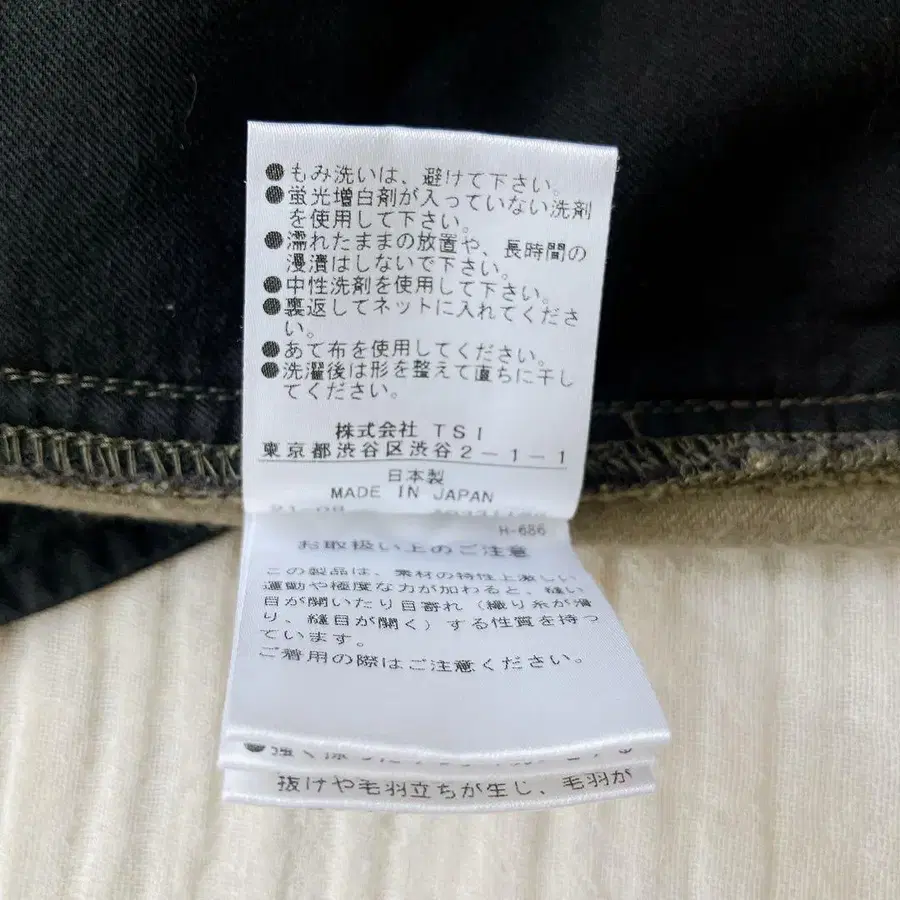 ●もみ洗いは、避けて下さい。
●蛍光増白剤が入っていない洗剤
を使用して下さい。
●濡れたままの放置や、長時間の
浸漬はしないで下さい。
●中性洗剤を使用して下さい。
●裏返してネットに入れてくださ
い。
●あて布を使用してください。
●洗濯後は形を整えて直ちに干し
てください。
株式会社 TSI
東京都渋谷区渋谷2-1-1
日本製
MADE IN JAPAN
H-686
お取扱い上のご注意
この製品は、素材の特性上激しい
運動や極度な力が加わると、縫い
目が開いたり目寄れ(織り糸が滑
り、縫目が開く)する性質を持っ
ています。
ご着用の際はご注意ください。
抜けや毛羽立ちが生じ、毛羽が